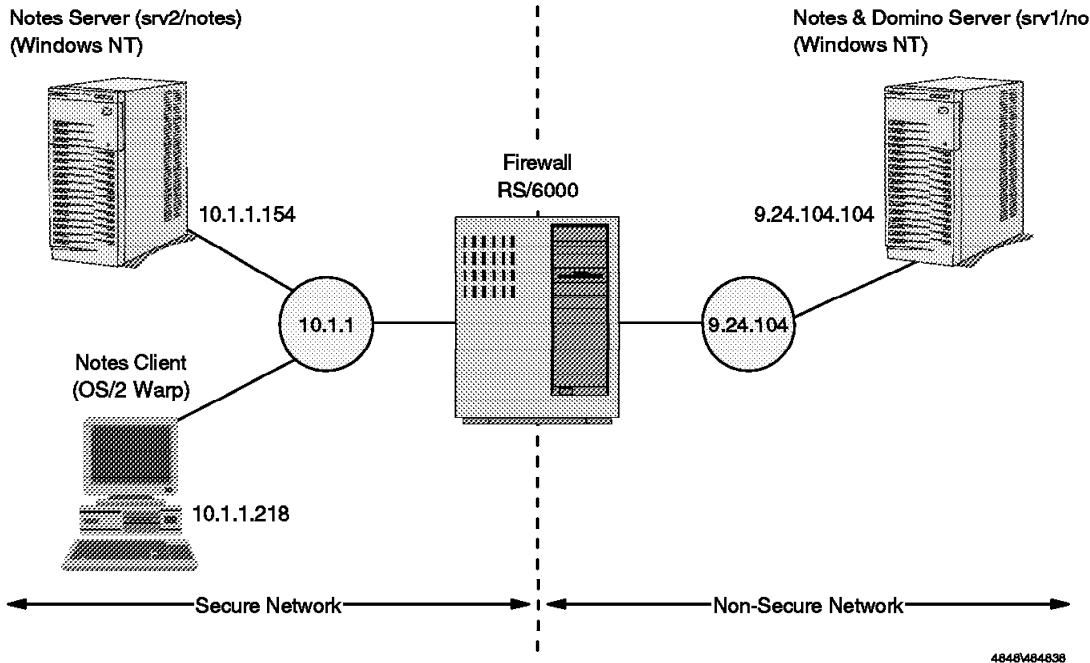 Notes Server (srv2/notes)
(Windows NT)
Notes & Domino Server (srv1/no
(Windows NT)
Firewall
RS/6000
10.1.1.154
9.24.104.104
10.1.1
9.24.104
Notes Client
(OS/2 Warp)
10.1.1.218
Secure Network
Non-Secure Network
4848\484838